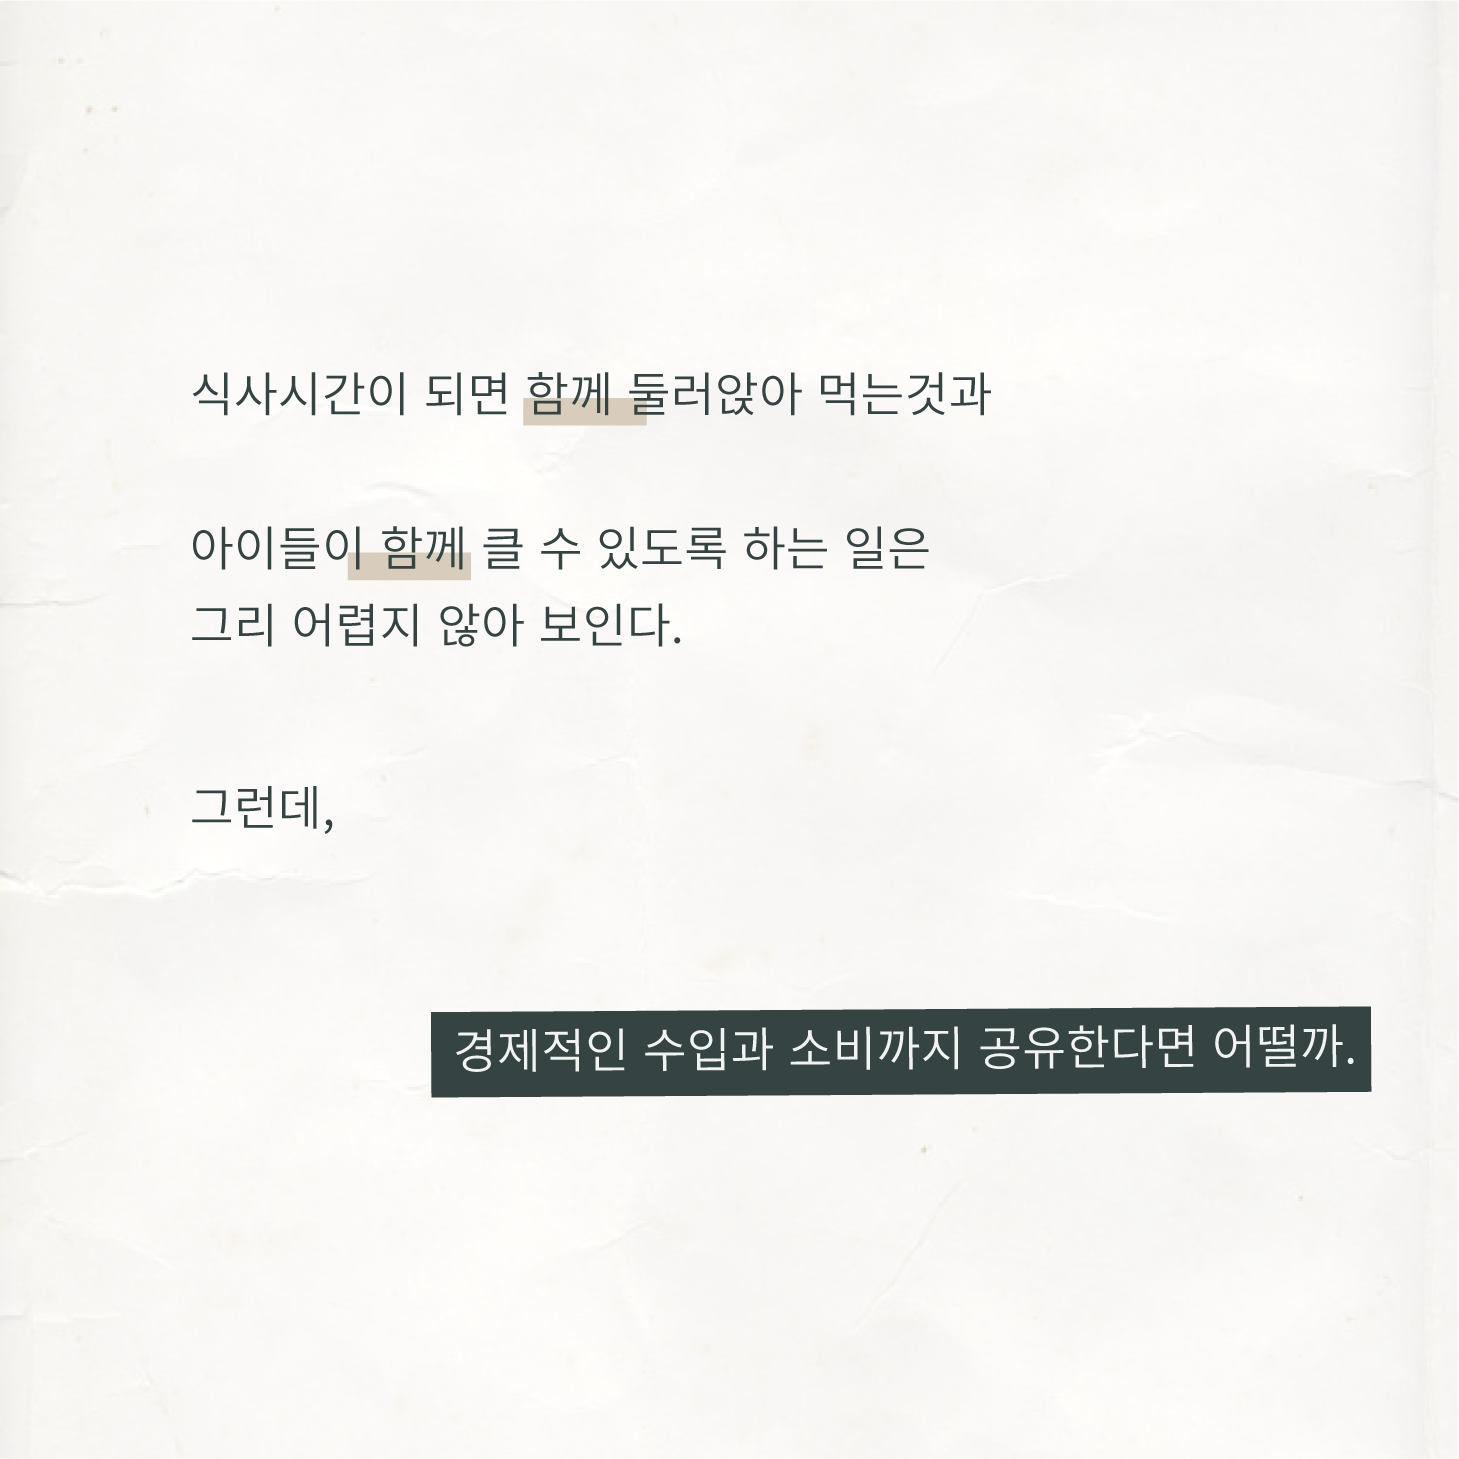 식사시간이 되면 함께 둘러앉아 먹는것과
아이들이 함께 클 수 있도록 하는 일은
그리 어렵지 않아 보인다.
그런데,
경제적인 수입과 소비까지 공유한다면 어떨까.